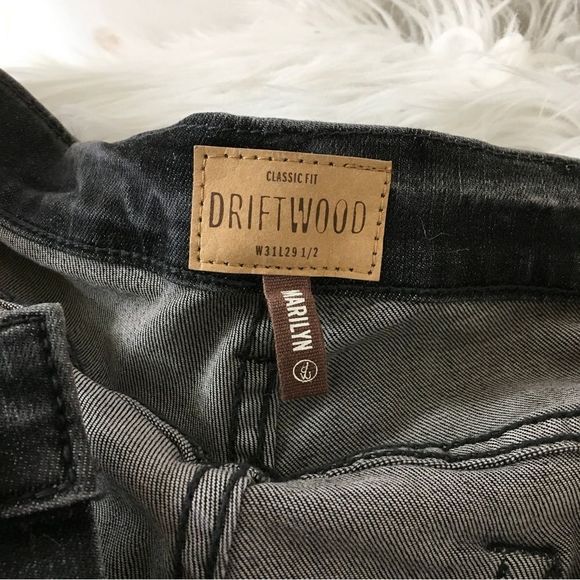 CLASSIC FIT
DRIFTWOOD
W31L29 1/2
MARILYN